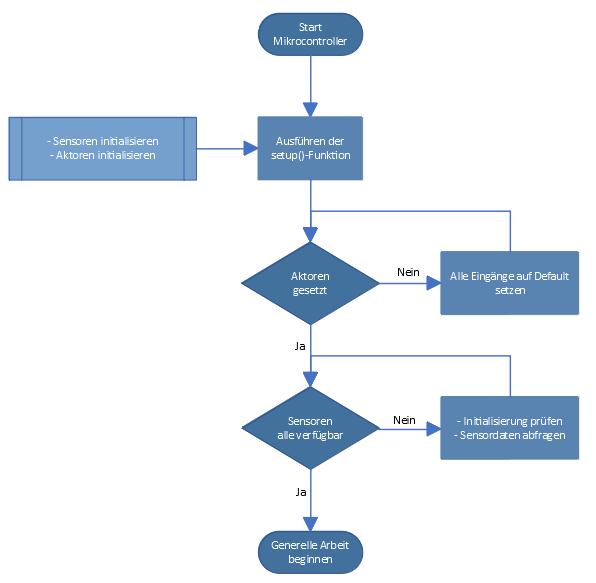 Start
Mikrocontroller
- Sensoren initialisieren
- Aktoren initialisieren
Ausführen der
setup()-Funktion
Aktoren
gesetzt
Nein
Alle Eingänge auf Default
setzen
Ja
Sensoren
alle verfügbar
Nein
- Initialisierung prüfen
- Sensordaten abfragen
Ja
Generelle Arbeit
beginnen